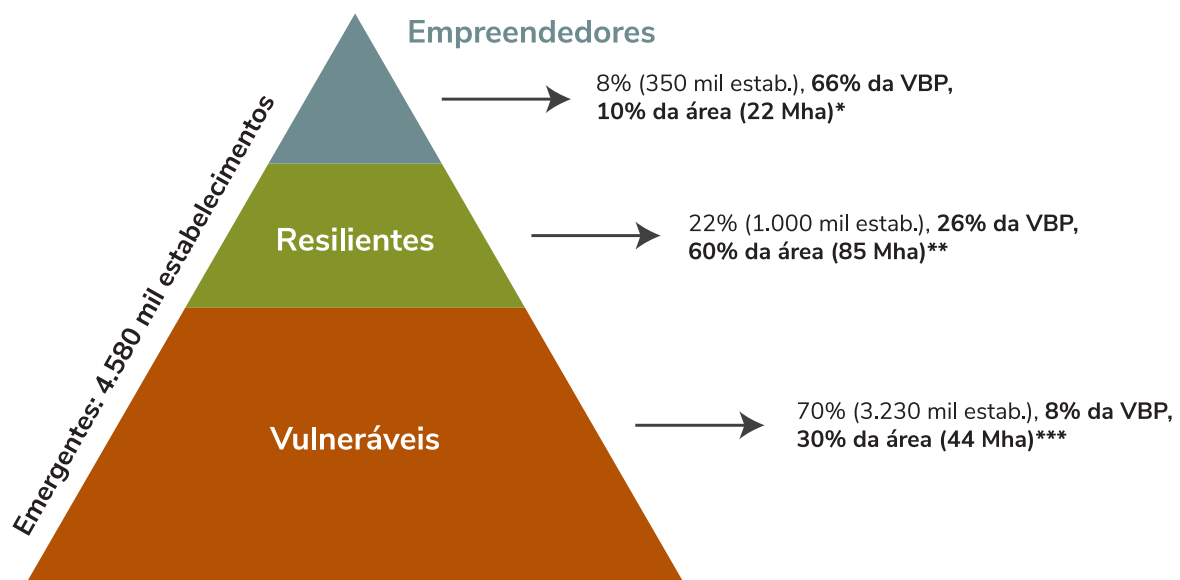 Empreendedores
8% (350 mil estab.), 66% da VBP,
10% da área (22 Mha)*
Emergentes: 4.580 mil estabelecimentos
Resilientes
22% (1.000 mil estab.), 26% da VBP,
60% da área (85 Mha)**
Vulneráveis
70% (3.230 mil estab.), 8% da VBP,
30% da área (44 Mha)***